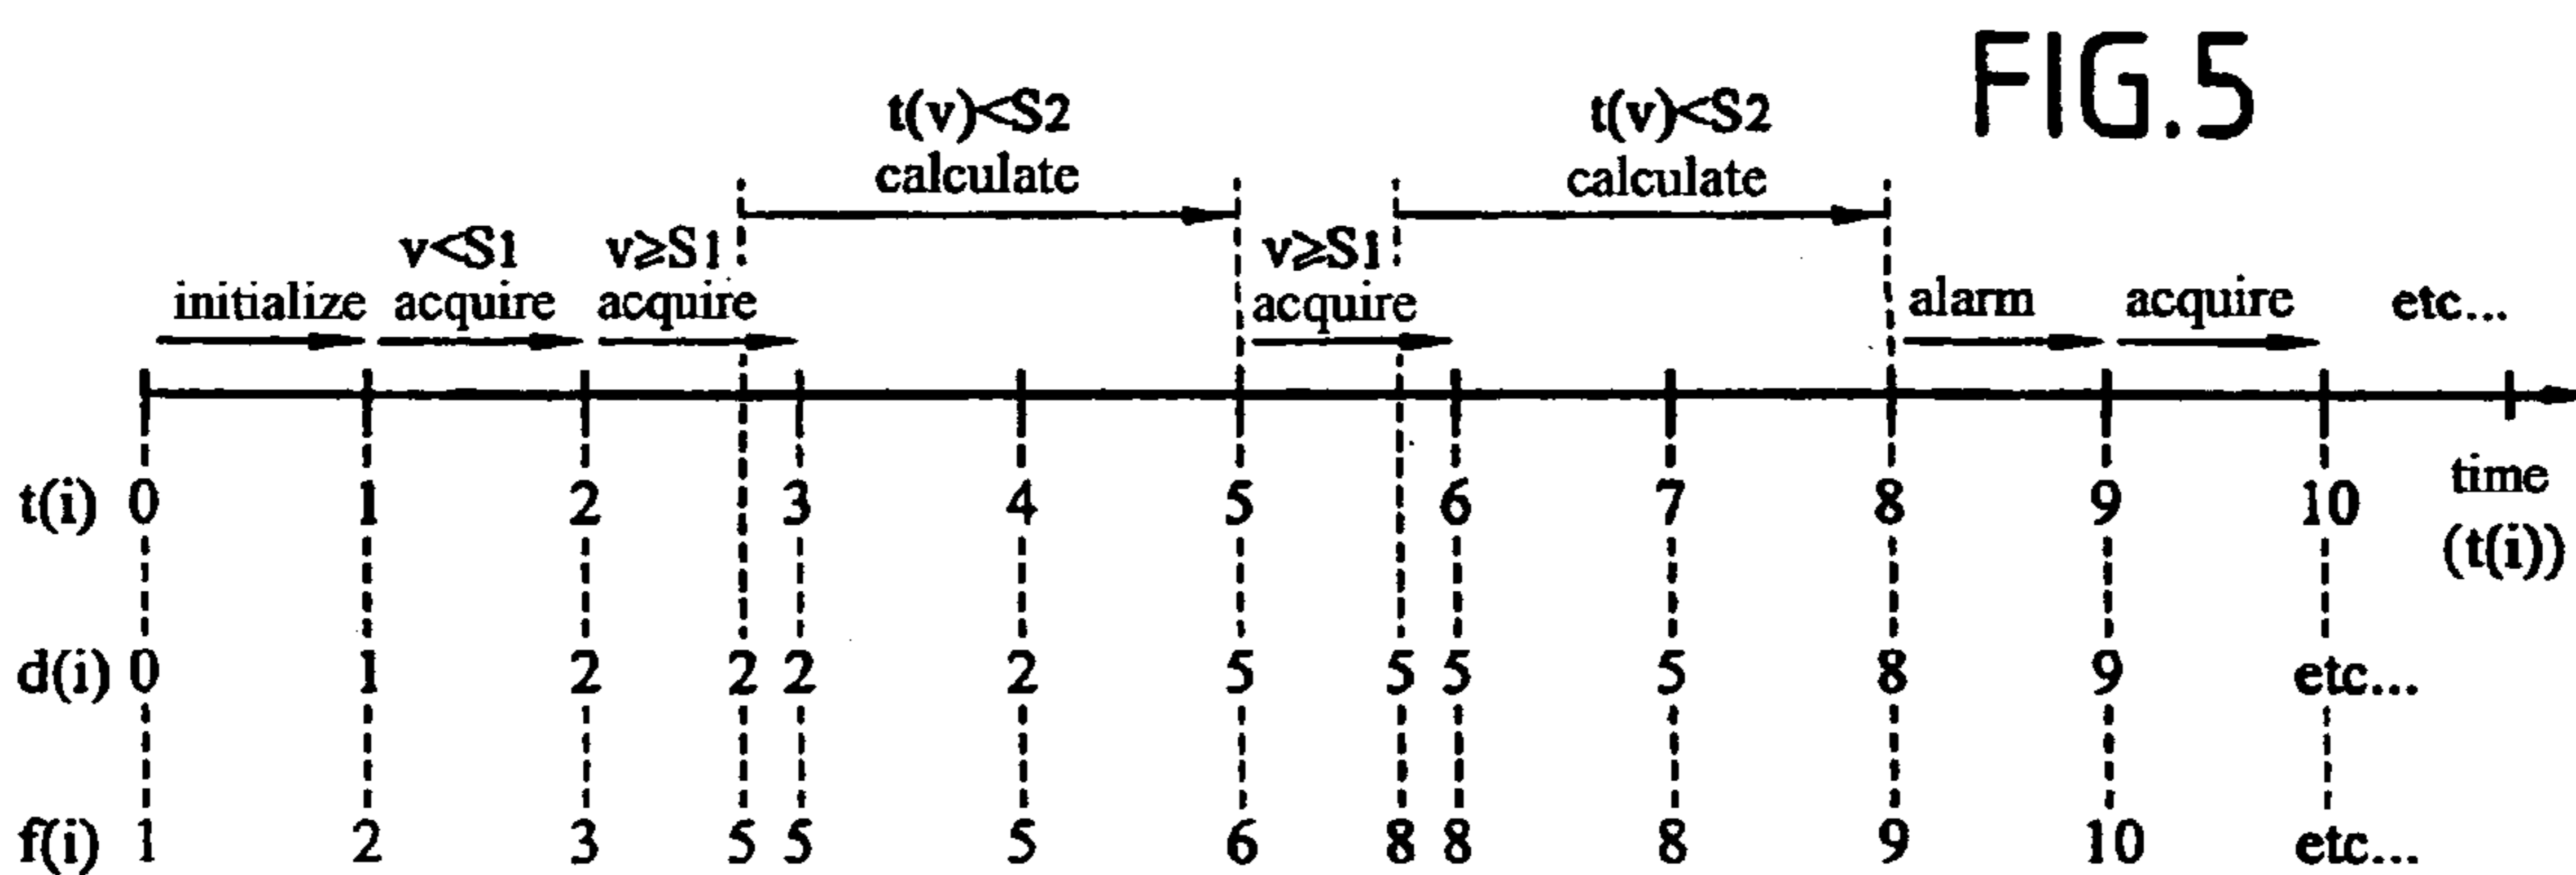 FIG.5
t(v)<S2 t(v)<S2
calculate calculate
v<S1 v≥S1 v≥S1
initialize acquire acquire acquire alarm acquire etc...
t(i) 0 1 2 3 4 5 6 7 8 9 10 time
(t(i))
d(i) 0 1 2 2 2 2 5 5 5 5 8 9 etc...
f(i) 1 2 3 5 5 5 6 8 8 8 9 10 etc...